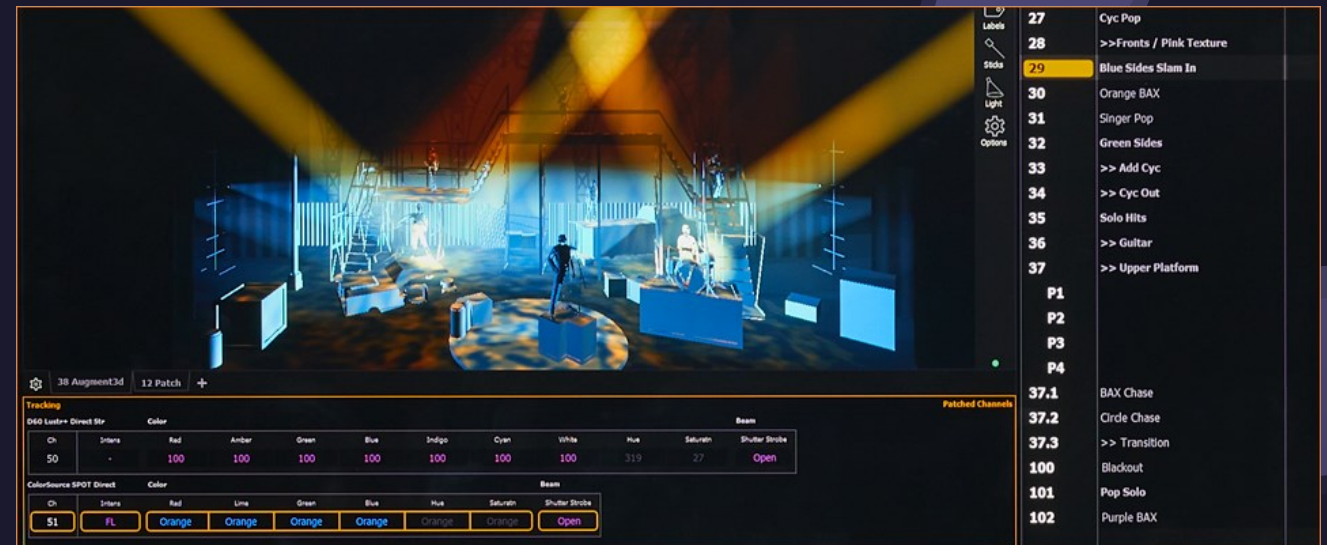 Labels
Sticks
Light
Options
27 Cyc Pop
28 >>Fronts / Pink Texture
29 Blue Sides Slam In
30 Orange BAX
31 Singer Pop
32 Green Sides
33 >> Add Cyc
34 >> Cyc Out
35 Solo Hits
36 >> Guitar
37 >> Upper Platform
P1
P2
P3
P4
37.1 BAX Chase
37.2 Circle Chase
37.3 >> Transition
100 Blackout
101 Pop Solo
102 Purple BAX
38 Augment3d 12 Patch +
Tracking Patched Channels
D60 Lustr+ Direct Str Color Beam
Ch Intens Red Amber Green Blue Indigo Cyan White Hue Saturatn Shutter Strobe
50 - 100 100 100 100 100 100 100 319 27 Open
ColorSource SPOT Direct Color Beam
Ch Intens Red Lime Green Blue Hue Saturatn Shutter Strobe
51 FL Orange Orange Orange Orange Orange Orange Open